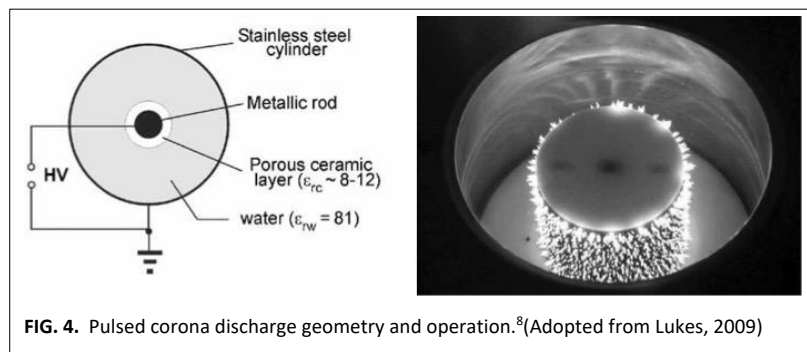 Stainless steel
cylinder
Metallic rod
Porous ceramic
layer (ε_rc ~ 8-12)
HV
water (ε_rw = 81)
FIG. 4. Pulsed corona discharge geometry and operation.⁸(Adopted from Lukes, 2009)